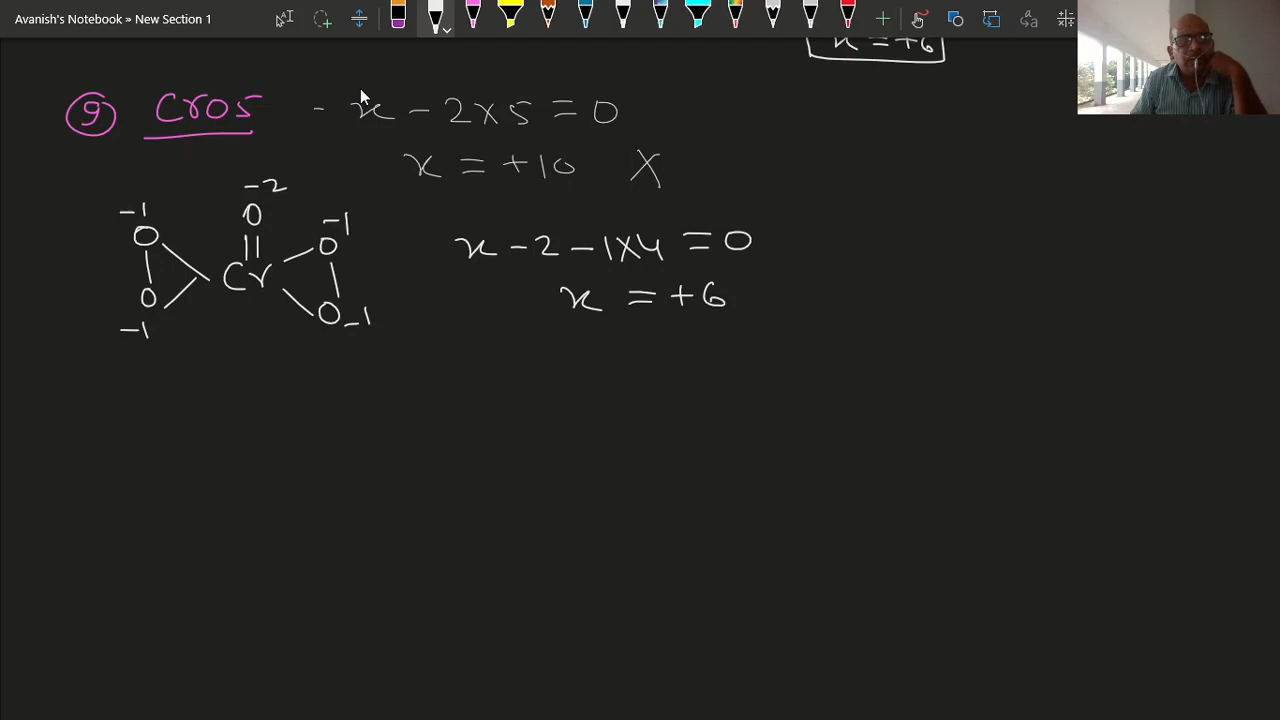 Avanish's Notebook » New Section 1
x = +6
9 CrO5 - x - 2 x 5 = 0
x = +10 X
-2
-1 O -1
O O x - 2 - 1 x 4 = 0
Cr
O O x = +6
-1 -1